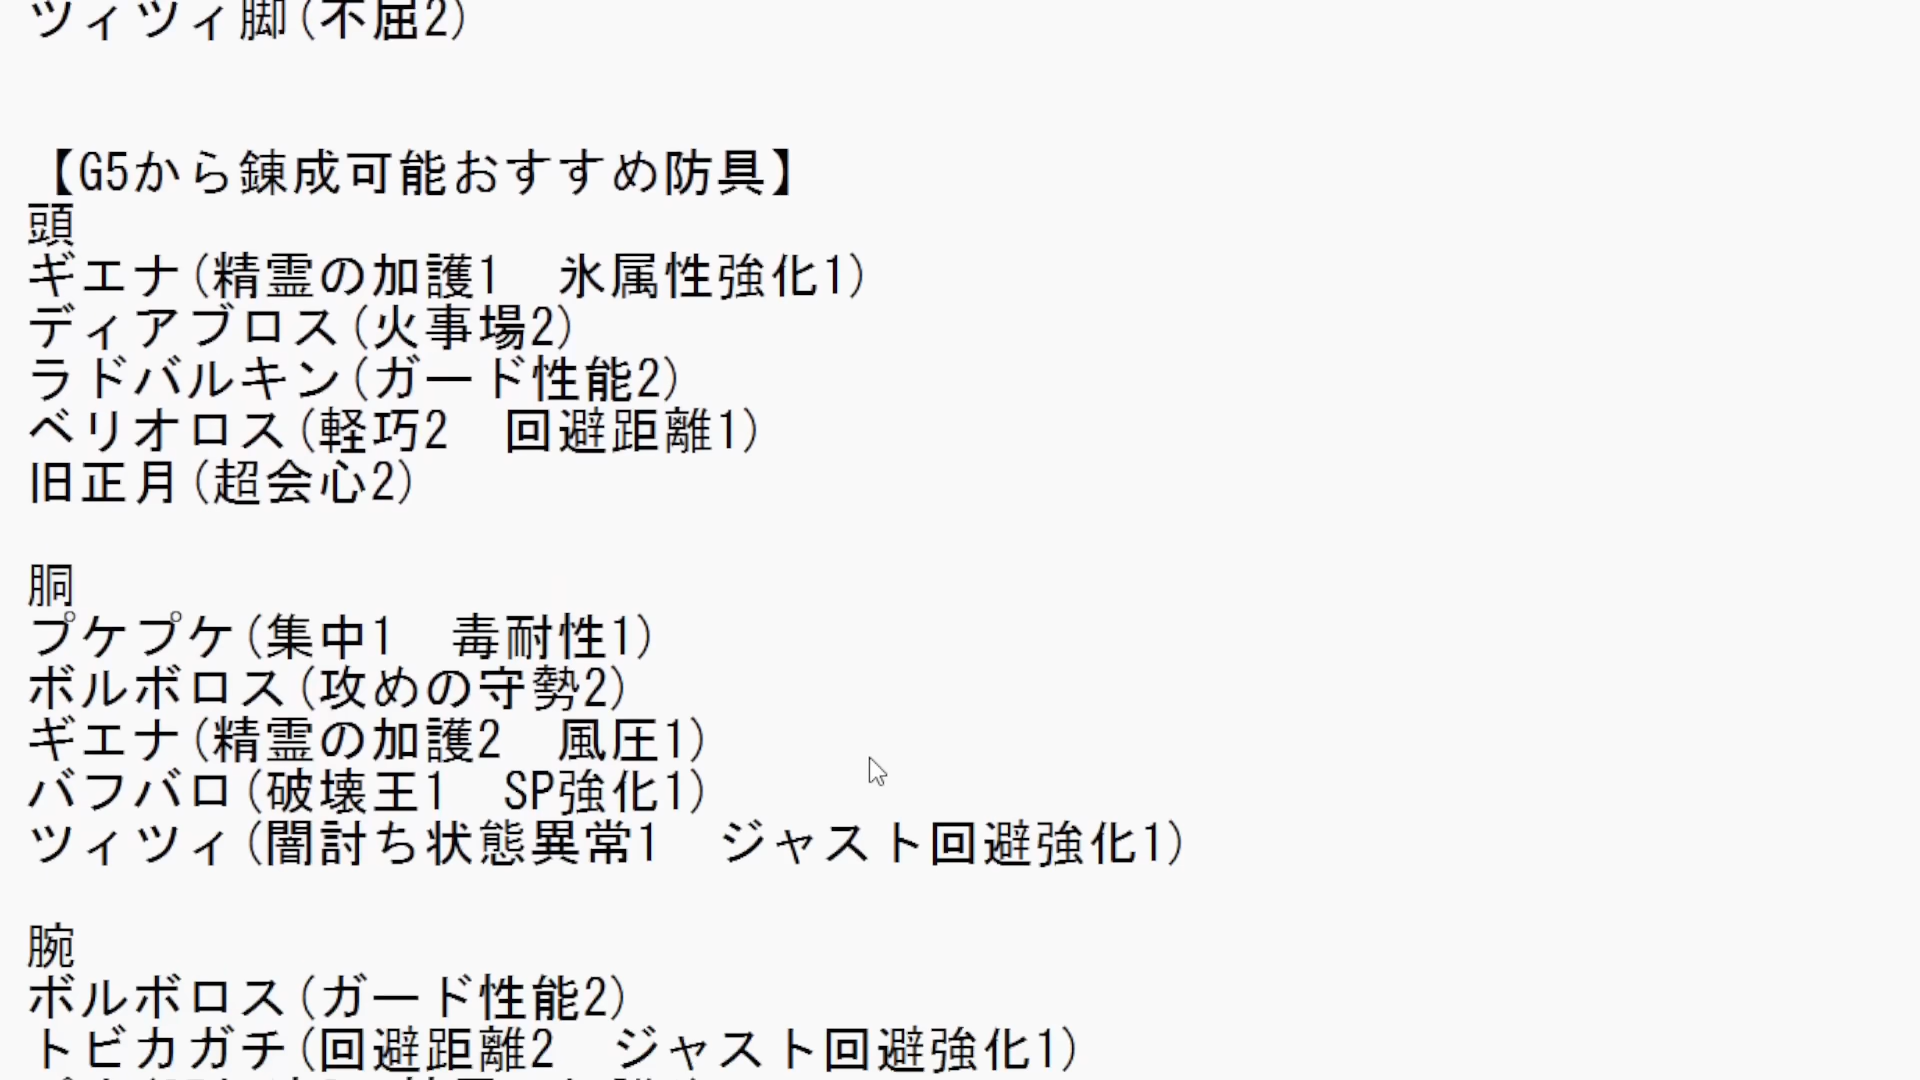 ツィツィ脚(不屈2)
【G5から錬成可能おすすめ防具】
頭
ギエナ(精霊の加護1　氷属性強化1)
ディアブロス(火事場2)
ラドバルキン(ガード性能2)
ベリオロス(軽巧2　回避距離1)
旧正月(超会心2)
胴
プケプケ(集中1　毒耐性1)
ボルボロス(攻めの守勢2)
ギエナ(精霊の加護2　風圧1)
バフバロ(破壊王1　SP強化1)
ツィツィ(闇討ち状態異常1　ジャスト回避強化1)
腕
ボルボロス(ガード性能2)
トビカガチ(回避距離2　ジャスト回避強化1)